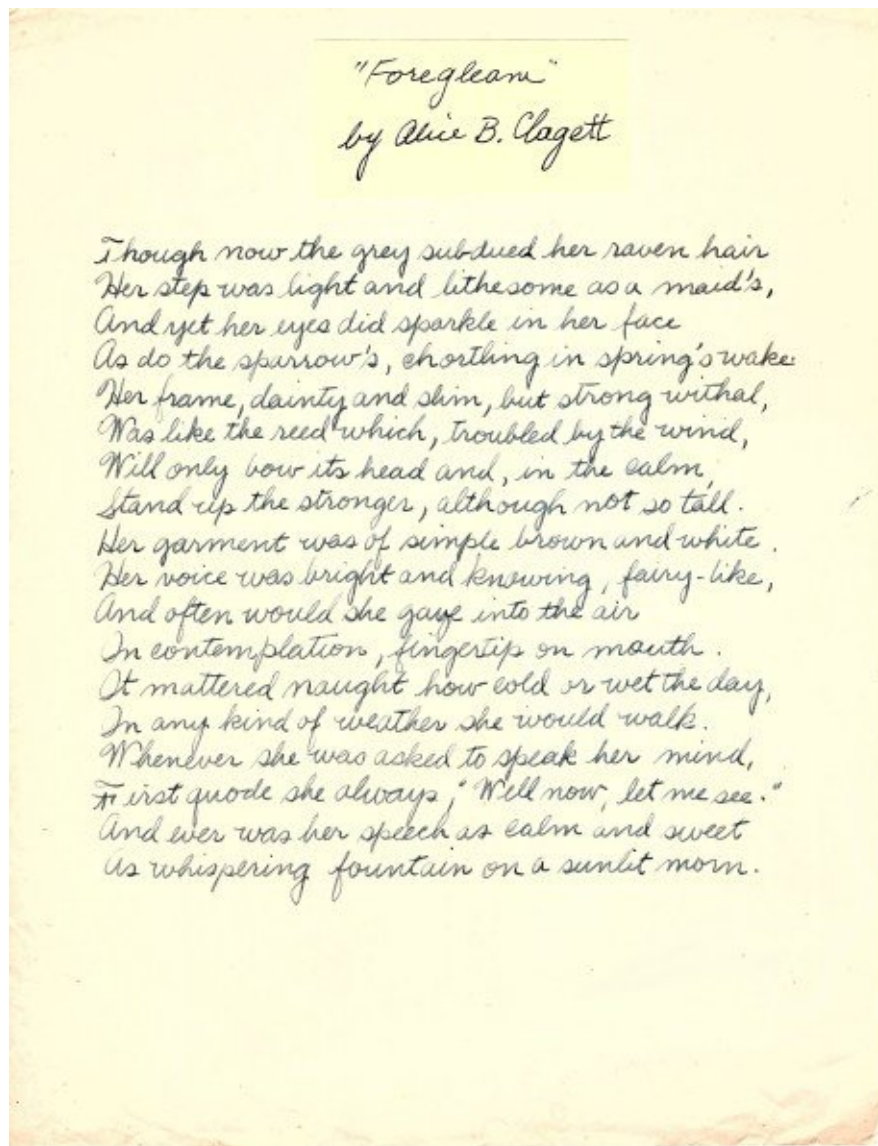 "Foregleam"
by Alice B. Clagett
Though now the grey subdued her raven hair
Her step was light and lithesome as a maid's,
And yet her eyes did sparkle in her face
As do the sparrow's, chortling in spring's wake.
Her frame, dainty and slim, but strong withal,
Was like the reed which, troubled by the wind,
Will only bow its head and, in the calm,
Stand up the stronger, although not so tall.
Her garment was of simple brown and white.
Her voice was bright and knowing, fairy-like,
And often would she gaze into the air
In contemplation, fingertip on mouth.
It mattered naught how cold or wet the day,
In any kind of weather she would walk.
Whenever she was asked to speak her mind,
First quode she always, "Well now, let me see."
And ever was her speech as calm and sweet
As whispering fountain on a sunlit morn.